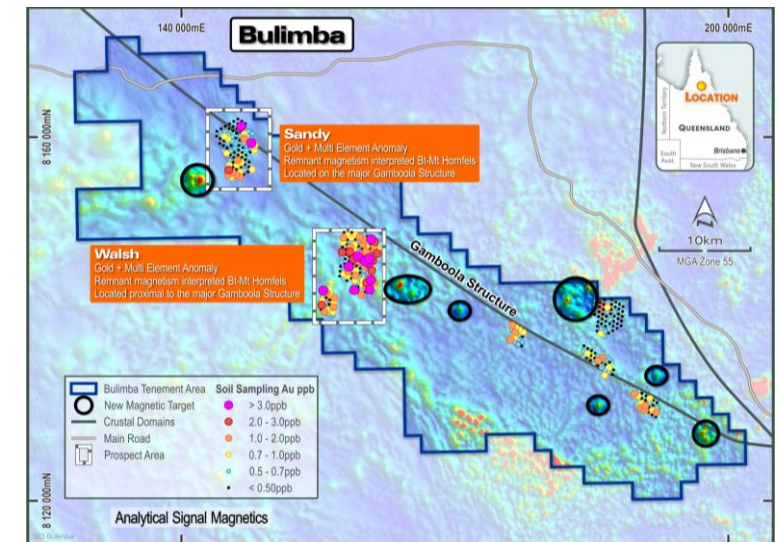 140 000mE
200 000mE
Bulimba
8 160 000mN
8 120 000mN
LOCATION
Northern Territory
QUEENSLAND
Brisbane
South
Aust.
New South Wales
10km
MGA Zone 55
Sandy
Gold + Multi Element Anomaly
Remnant magnetism interpreted Bt-Mt Hornfels
Located on the major Gamboola Structure
Walsh
Gold + Multi Element Anomaly
Remnant magnetism interpreted Bt-Mt Hornfels
Located proximal to the major Gamboola Structure
Gamboola Structure
Bulimba Tenement Area
New Magnetic Target
Crustal Domains
Main Road
Prospect Area
Soil Sampling Au ppb
> 3.0ppb
2.0 - 3.0ppb
1.0 - 2.0ppb
0.7 - 1.0ppb
0.5 - 0.7ppb
< 0.50ppb
Analytical Signal Magnetics
003 Bulimba